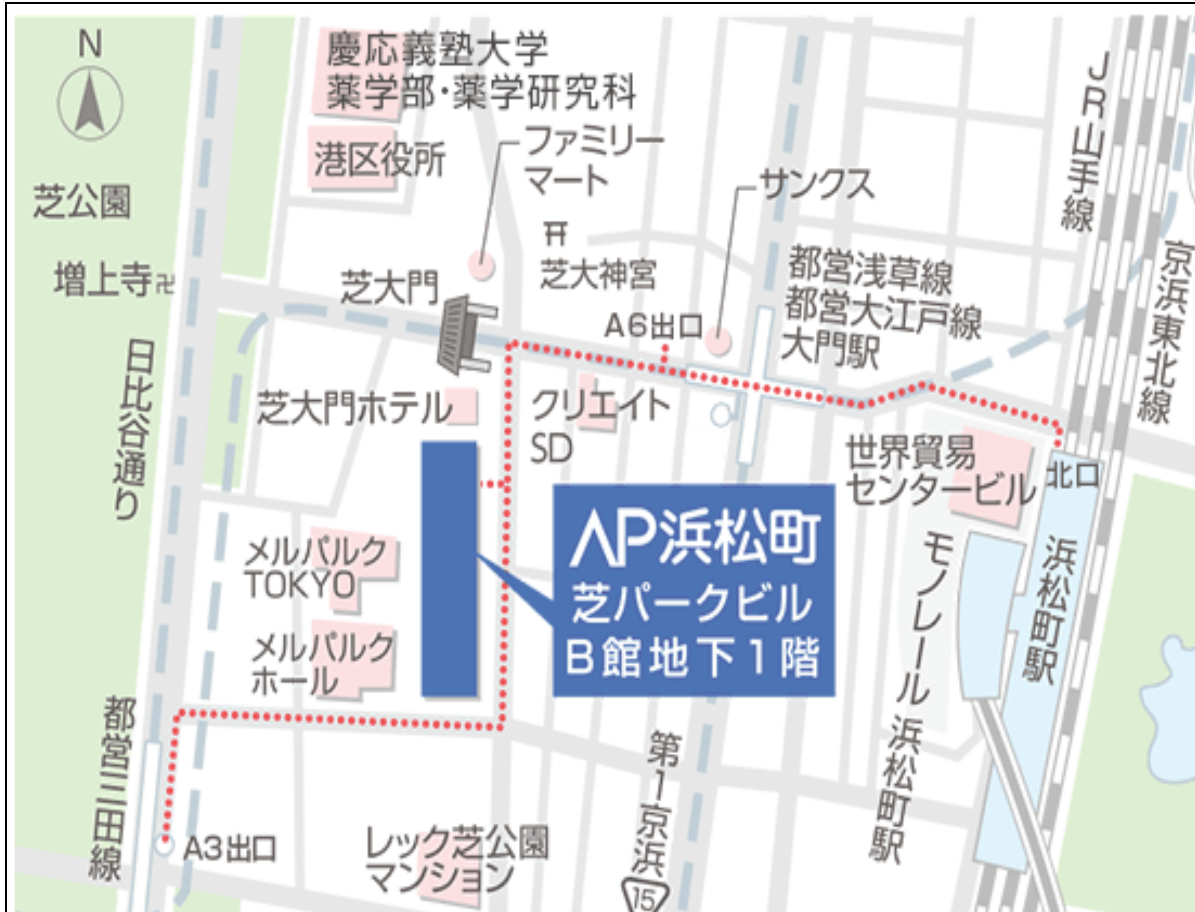 N
慶応義塾大学
薬学部・薬学研究科
港区役所
ファミリー
マート
サンクス
JR山手線
京浜東北線
芝公園
増上寺卍
芝大門
芝大神宮
都営浅草線
都営大江戸線
大門駅
A6出口
日比谷通り
芝大門ホテル
クリエイト
SD
世界貿易
センタービル
北口
AP浜松町
芝パークビル
B館地下1階
メルパルク
TOKYO
メルパルク
ホール
モノレール浜松町駅
浜松町駅
都営三田線
A3出口
レック芝公園
マンション
第1京浜
15